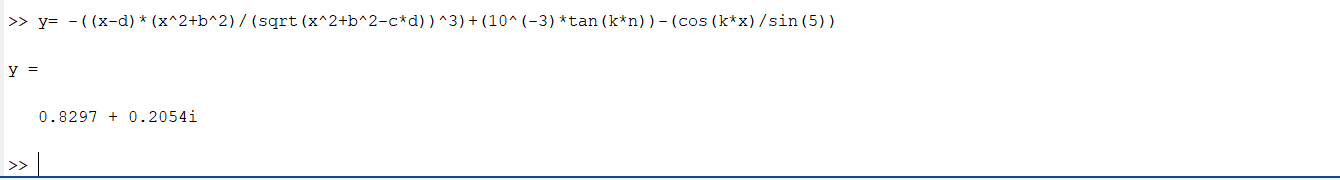 >> y= -((x-d)*(x^2+b^2)/(sqrt(x^2+b^2-c*d))^3)+(10^(-3)*tan(k*n))-(cos(k*x)/sin(5))
y =
0.8297 + 0.2054i
>>